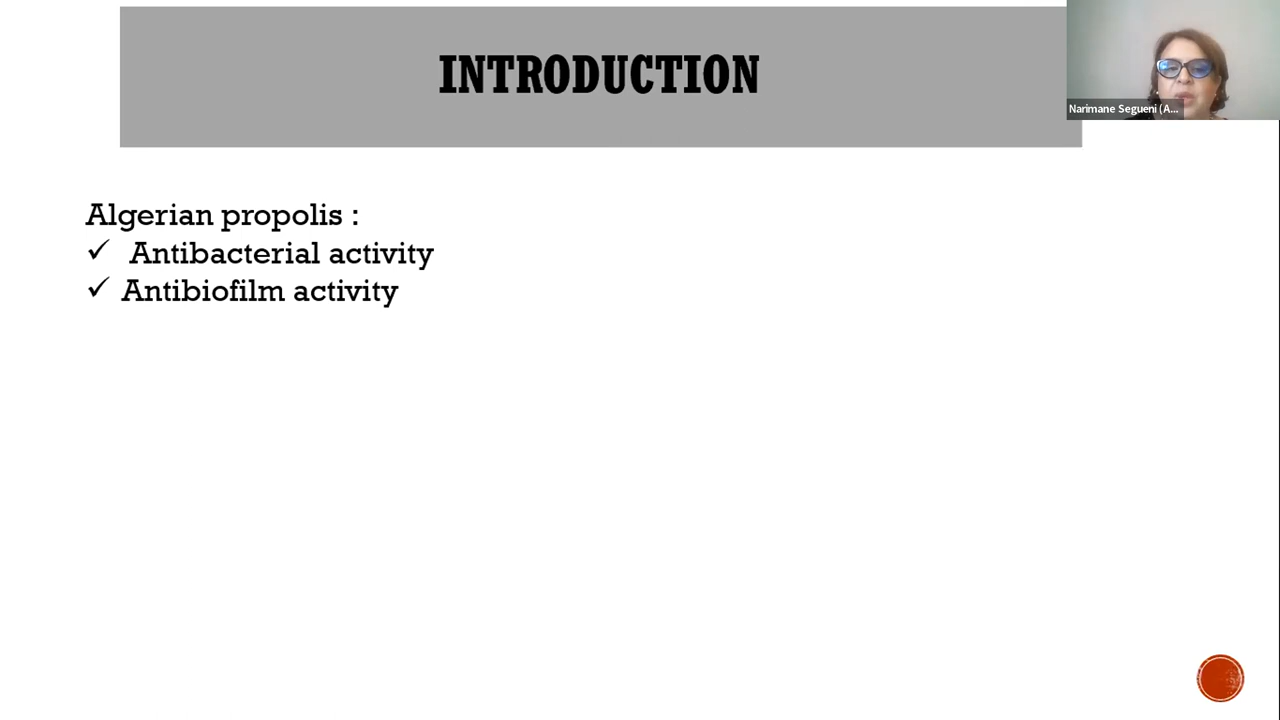 INTRODUCTION
Narimane Segueni (A...
Algerian propolis :
✓ Antibacterial activity
✓ Antibiofilm activity